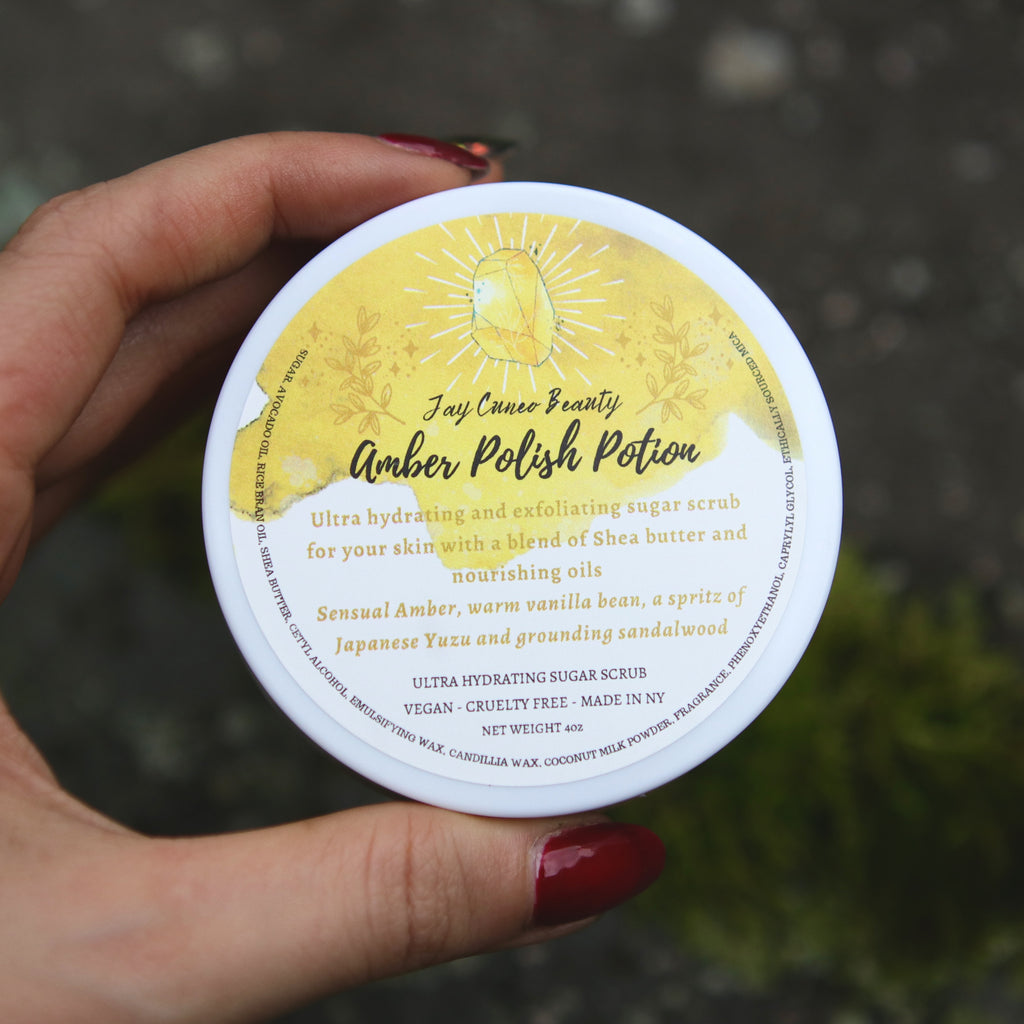 Jay Cuneo Beauty
Amber Polish Potion
Ultra hydrating and exfoliating sugar scrub
for your skin with a blend of Shea butter and
nourishing oils
Sensual Amber, warm vanilla bean, a spritz of
Japanese Yuzu and grounding sandalwood
ULTRA HYDRATING SUGAR SCRUB
VEGAN - CRUELTY FREE - MADE IN NY
NET WEIGHT 4oz
SUGAR, AVOCADO OIL, RICE BRAN OIL, SHEA BUTTER, CETYL ALCOHOL, EMULSIFYING WAX, CANDILLIA WAX, COCONUT MILK POWDER, FRAGRANCE, PHENOXYETHANOL, CAPRYLYL GLYCOL, ETHICALLY SOURCED MICA